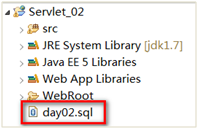 Servlet_02
src
JRE System Library [jdk1.7]
Java EE 5 Libraries
Web App Libraries
WebRoot
day02.sql